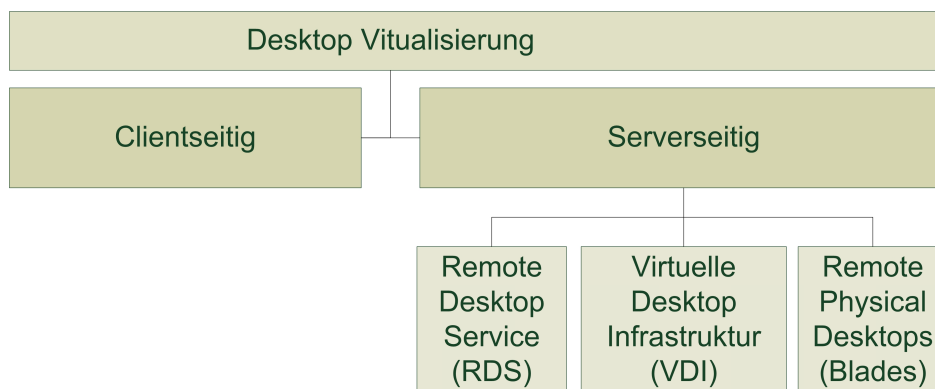 Desktop Vitualisierung
Clientseitig
Serverseitig
Remote
Desktop
Service
(RDS)
Virtuelle
Desktop
Infrastruktur
(VDI)
Remote
Physical
Desktops
(Blades)